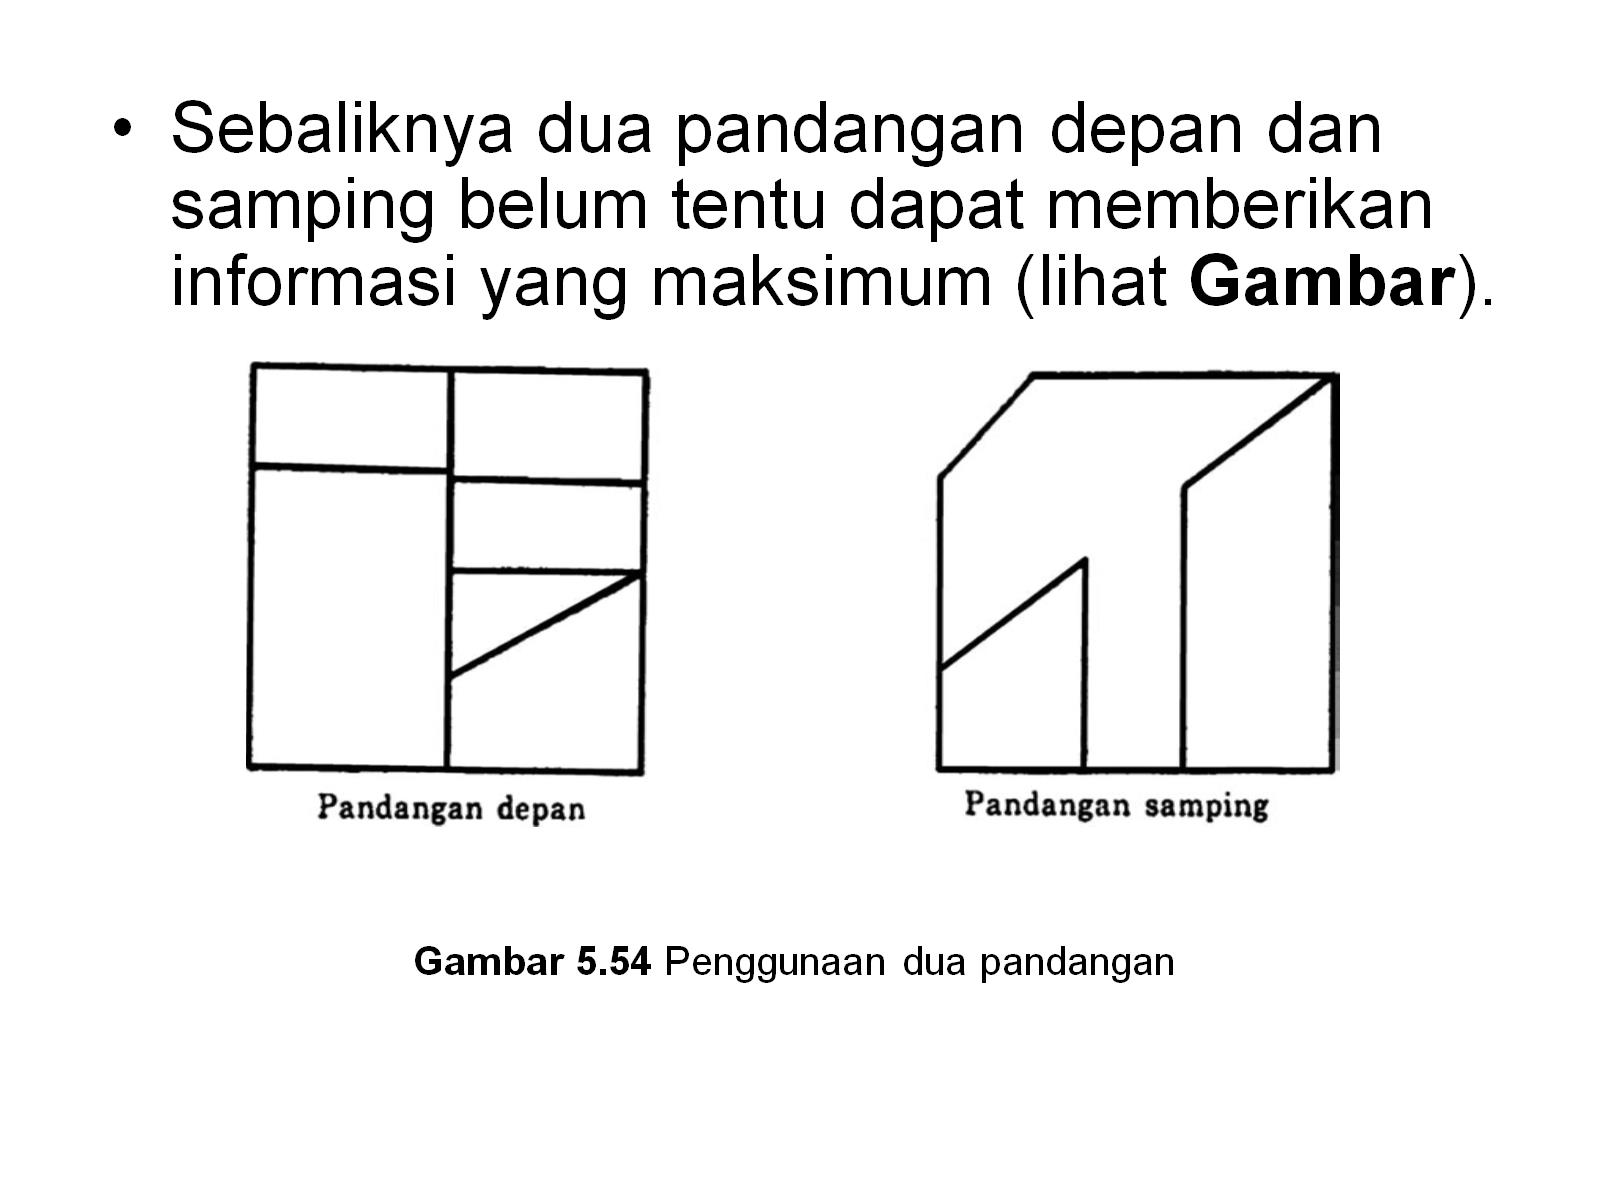 • Sebaliknya dua pandangan depan dan
samping belum tentu dapat memberikan
informasi yang maksimum (lihat Gambar).
Pandangan depan
Pandangan samping
Gambar 5.54 Penggunaan dua pandangan